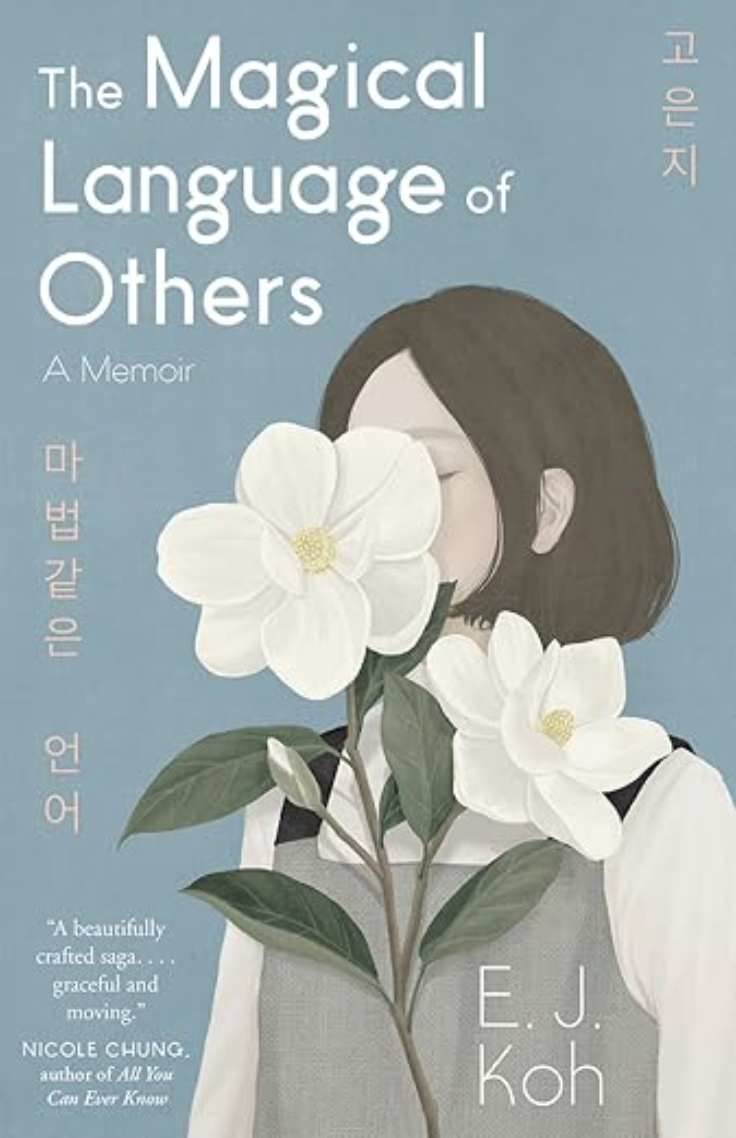 The Magical
Language of
Others
A Memoir
고은지
마법같은 언어
"A beautifully
crafted saga. . . .
graceful and
moving."
NICOLE CHUNG,
author of All You
Can Ever Know
E. J.
Koh